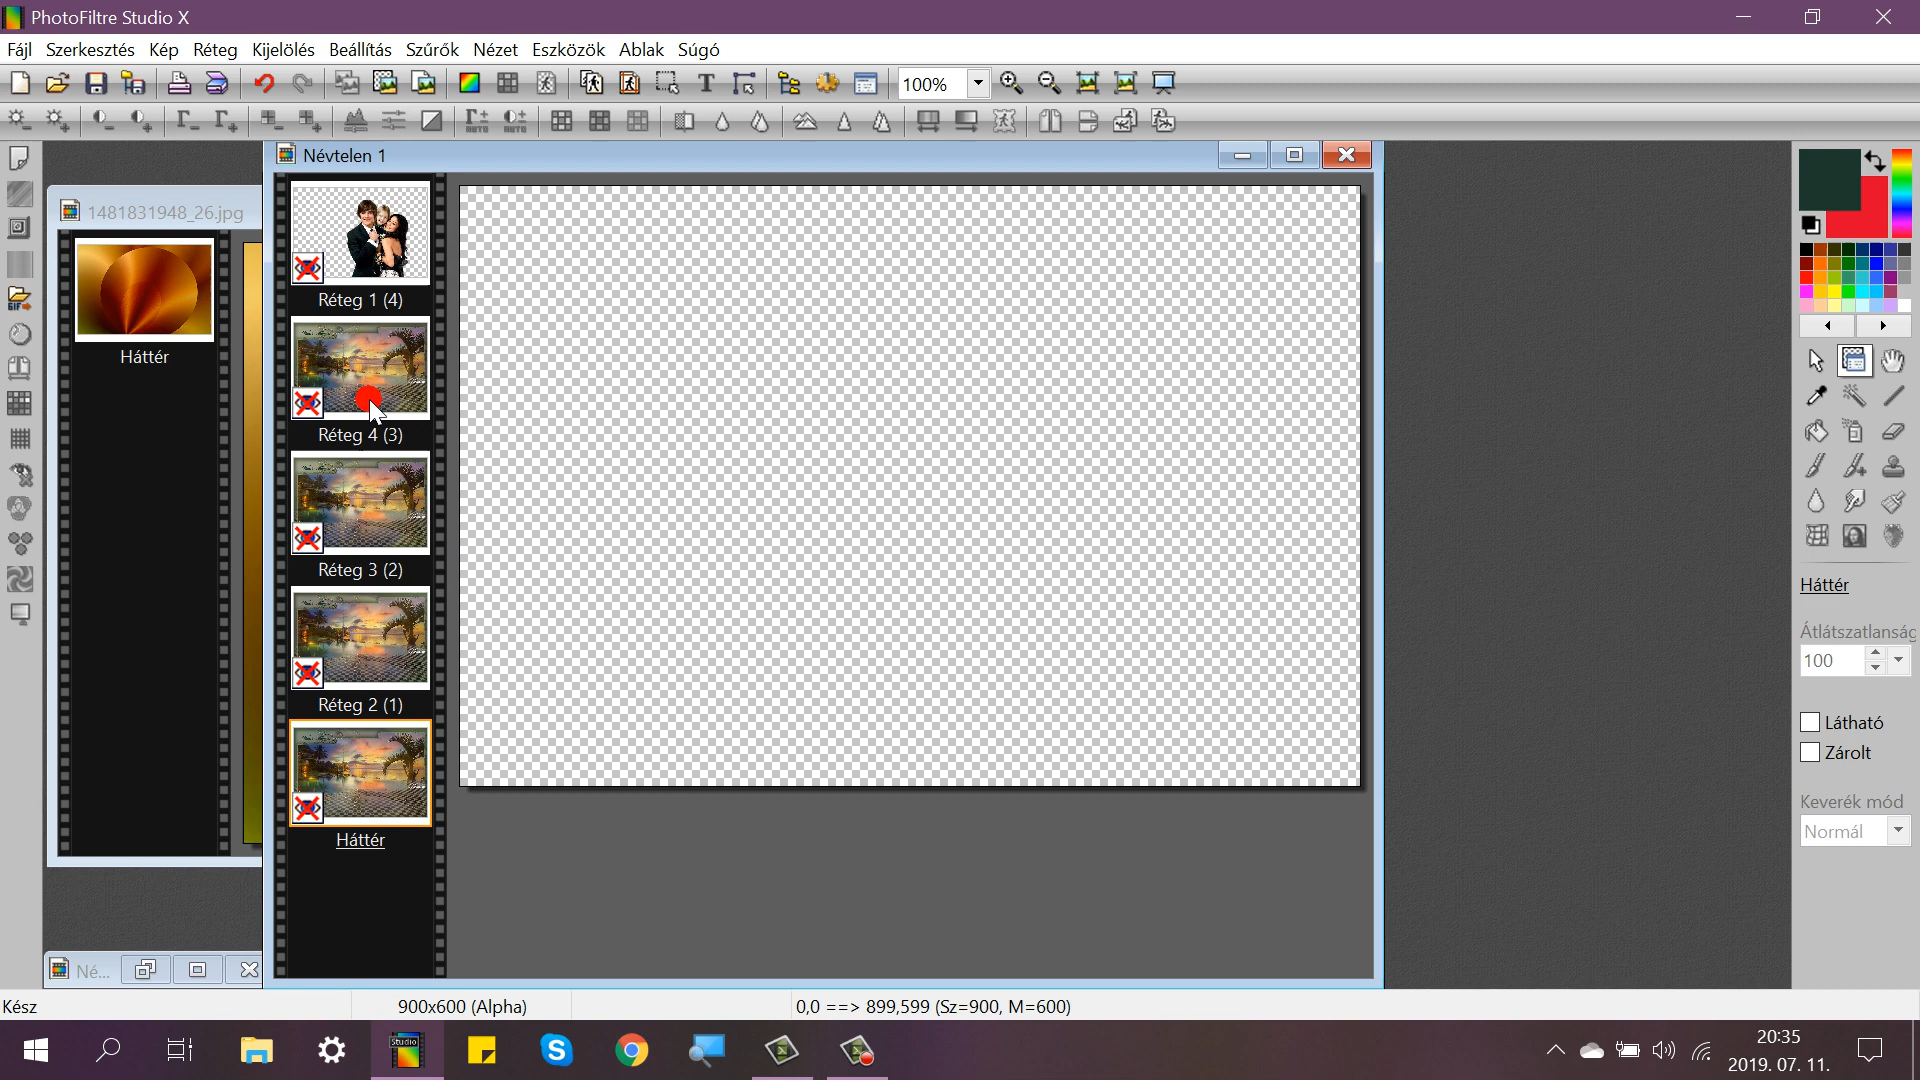 PhotoFiltre Studio X
Fájl Szerkesztés Kép Réteg Kijelölés Beállítás Szűrők Nézet Eszközök Ablak Súgó
100%
Névtelen 1
1481831948_26.jpg
Háttér
Réteg 1 (4)
Réteg 4 (3)
Réteg 3 (2)
Réteg 2 (1)
Háttér
Né...
Háttér
Átlátszatlanság
100
Látható
Zárolt
Keverék mód
Normál
Kész
900x600 (Alpha)
0,0 ==> 899,599 (Sz=900, M=600)
Studio
20:35
2019. 07. 11.